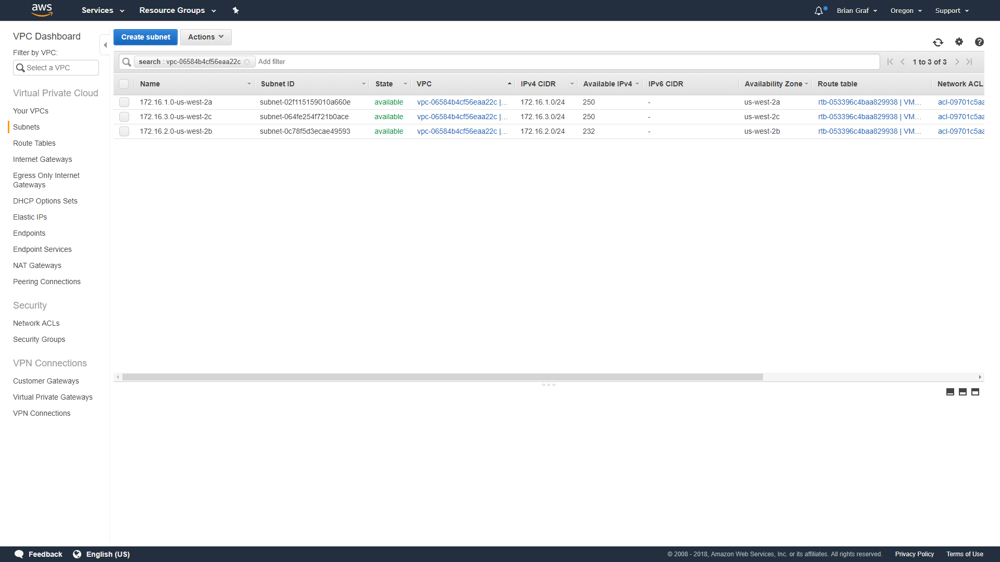 aws Services Resource Groups Brian Graf Oregon Support
VPC Dashboard
Filter by VPC:
Select a VPC
Virtual Private Cloud
Your VPCs
Subnets
Route Tables
Internet Gateways
Egress Only Internet
Gateways
DHCP Options Sets
Elastic IPs
Endpoints
Endpoint Services
NAT Gateways
Peering Connections
Security
Network ACLs
Security Groups
VPN Connections
Customer Gateways
Virtual Private Gateways
VPN Connections
Create subnet Actions
search : vpc-06584b4cf56eaa22c Add filter 1 to 3 of 3
Name Subnet ID State VPC IPv4 CIDR Available IPv4 IPv6 CIDR Availability Zone Route table Network ACL
172.16.1.0-us-west-2a subnet-02f115159010a660e available vpc-06584b4cf56eaa22c |... 172.16.1.0/24 250 - us-west-2a rtb-053396c4baa829938 | VM... acl-09701c5aa
172.16.3.0-us-west-2c subnet-064fe254f721b0ace available vpc-06584b4cf56eaa22c |... 172.16.3.0/24 250 - us-west-2c rtb-053396c4baa829938 | VM... acl-09701c5aa
172.16.2.0-us-west-2b subnet-0c78f5d3ecae49593 available vpc-06584b4cf56eaa22c |... 172.16.2.0/24 232 - us-west-2b rtb-053396c4baa829938 | VM... acl-09701c5aa
Feedback English (US) © 2008 - 2018, Amazon Web Services, Inc. or its affiliates. All rights reserved. Privacy Policy Terms of Use